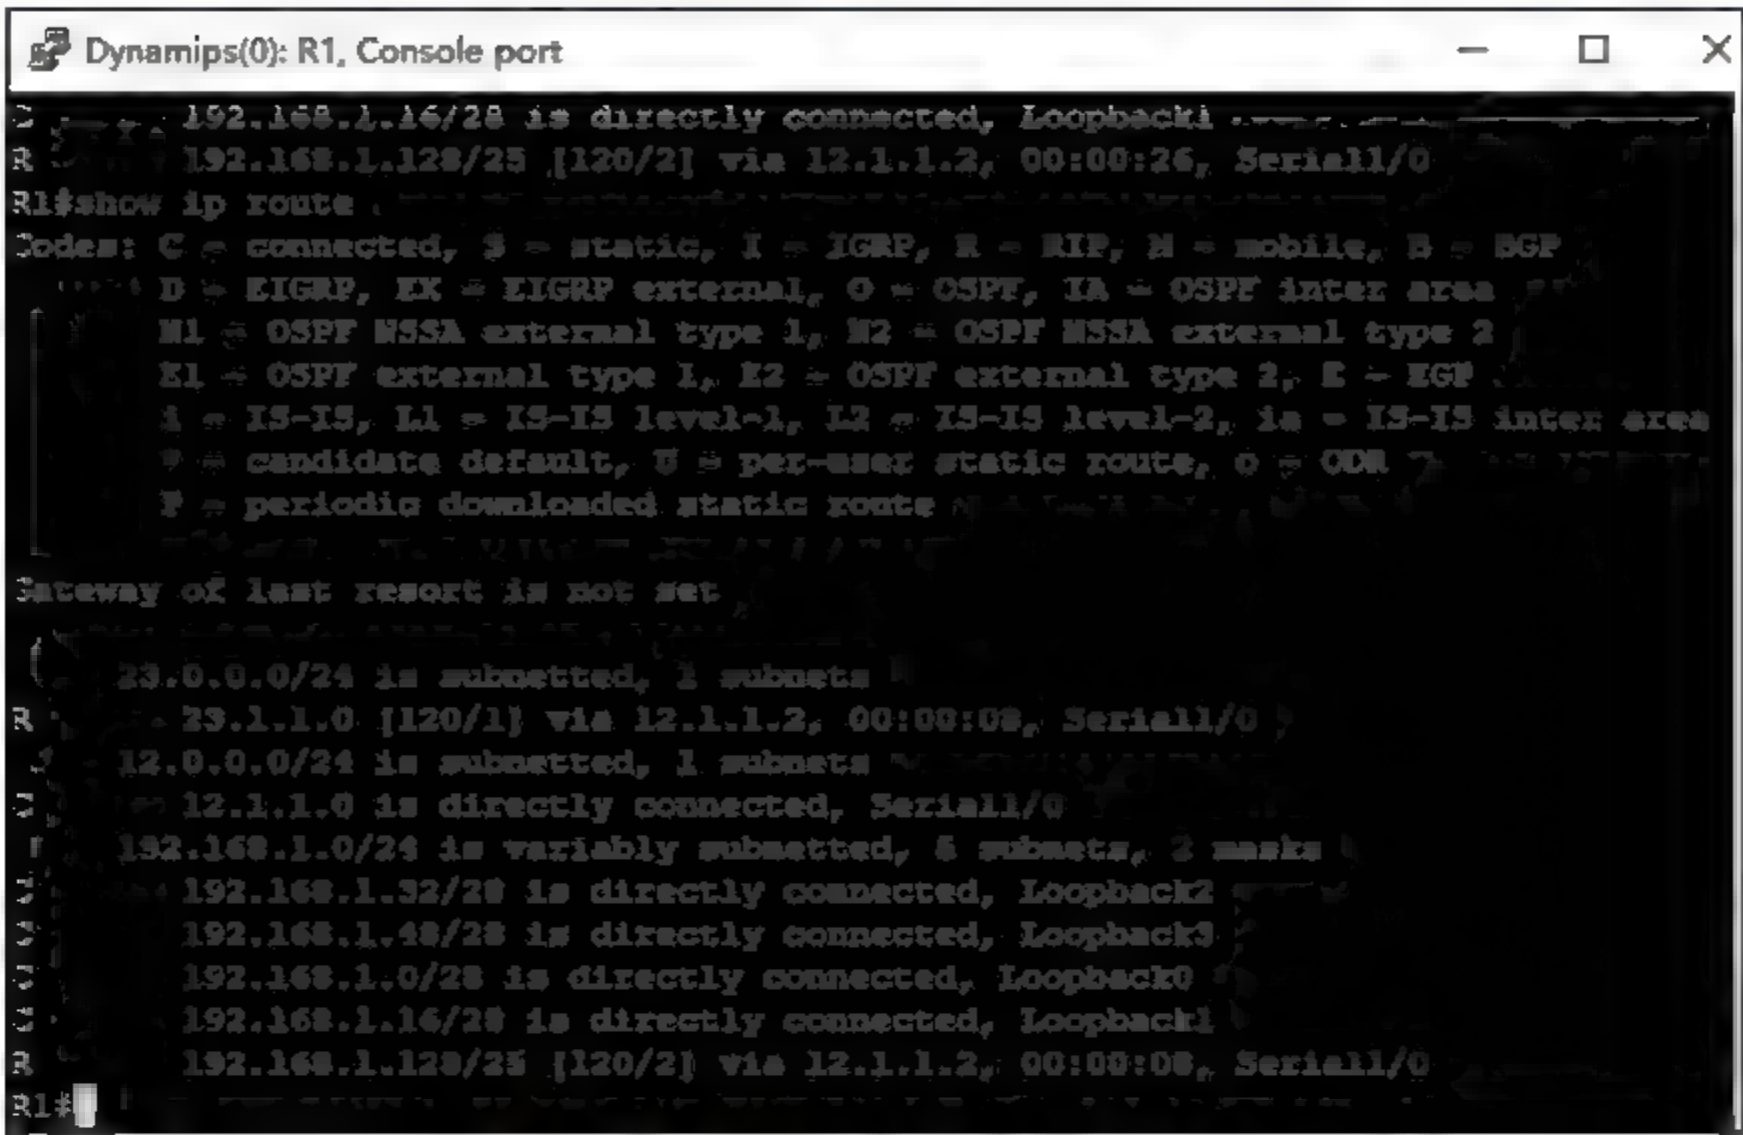 Dynamips(0): R1, Console port
C 192.168.1.16/28 is directly connected, Loopback1
R 192.168.1.128/25 [120/2] via 12.1.1.2, 00:00:26, Serial1/0
R1#show ip route
Codes: C - connected, S - static, I - IGRP, R - RIP, M - mobile, B - BGP
D - EIGRP, EX - EIGRP external, O - OSPF, IA - OSPF inter area
N1 - OSPF NSSA external type 1, N2 - OSPF NSSA external type 2
E1 - OSPF external type 1, E2 - OSPF external type 2, E - EGP
i - IS-IS, L1 - IS-IS level-1, L2 - IS-IS level-2, ia - IS-IS inter area
* - candidate default, U - per-user static route, o - ODR
P - periodic downloaded static route
Gateway of last resort is not set
23.0.0.0/24 is subnetted, 1 subnets
R 23.1.1.0 [120/1] via 12.1.1.2, 00:00:08, Serial1/0
12.0.0.0/24 is subnetted, 1 subnets
C 12.1.1.0 is directly connected, Serial1/0
192.168.1.0/24 is variably subnetted, 5 subnets, 2 masks
C 192.168.1.32/28 is directly connected, Loopback2
C 192.168.1.48/28 is directly connected, Loopback3
C 192.168.1.0/28 is directly connected, Loopback0
C 192.168.1.16/28 is directly connected, Loopback1
R 192.168.1.128/25 [120/2] via 12.1.1.2, 00:00:08, Serial1/0
R1#